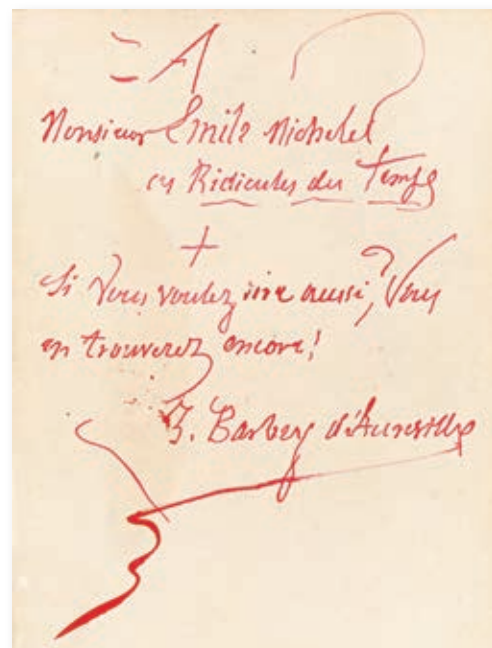 A
Monsieur Emile Michelet
ces Ridicules du Temps
+
Si Vous voulez rire aussi? Vous
en trouverez encore!
J. Barbey d'Aurevilly